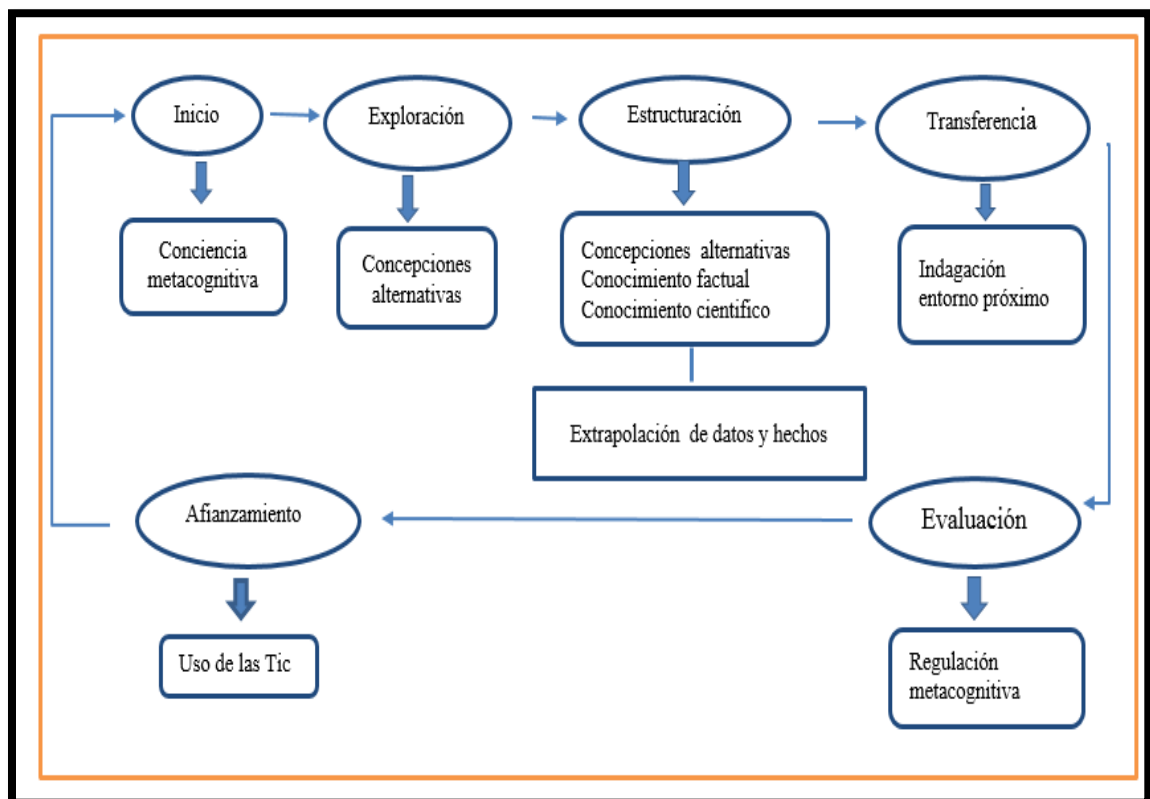 Inicio
Exploración
Estructuración
Transferencia
Conciencia
metacognitiva
Concepciones
alternativas
Concepciones alternativas
Conocimiento factual
Conocimiento cientifico
Indagación
entorno próximo
Extrapolación de datos y hechos
Afianzamiento
Evaluación
Uso de las Tic
Regulación
metacognitiva